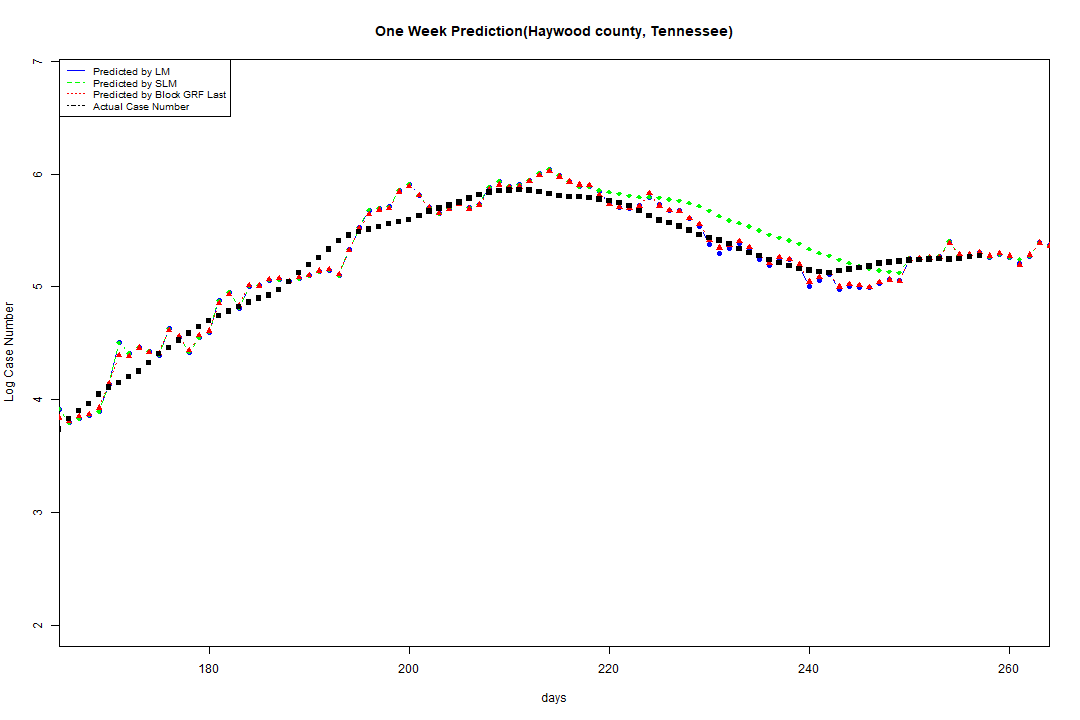 One Week Prediction(Haywood county, Tennessee)
7
Predicted by LM
Predicted by SLM
Predicted by Block GRF Last
Actual Case Number
6
5
4
3
2
Log Case Number
180 200 220 240 260
days